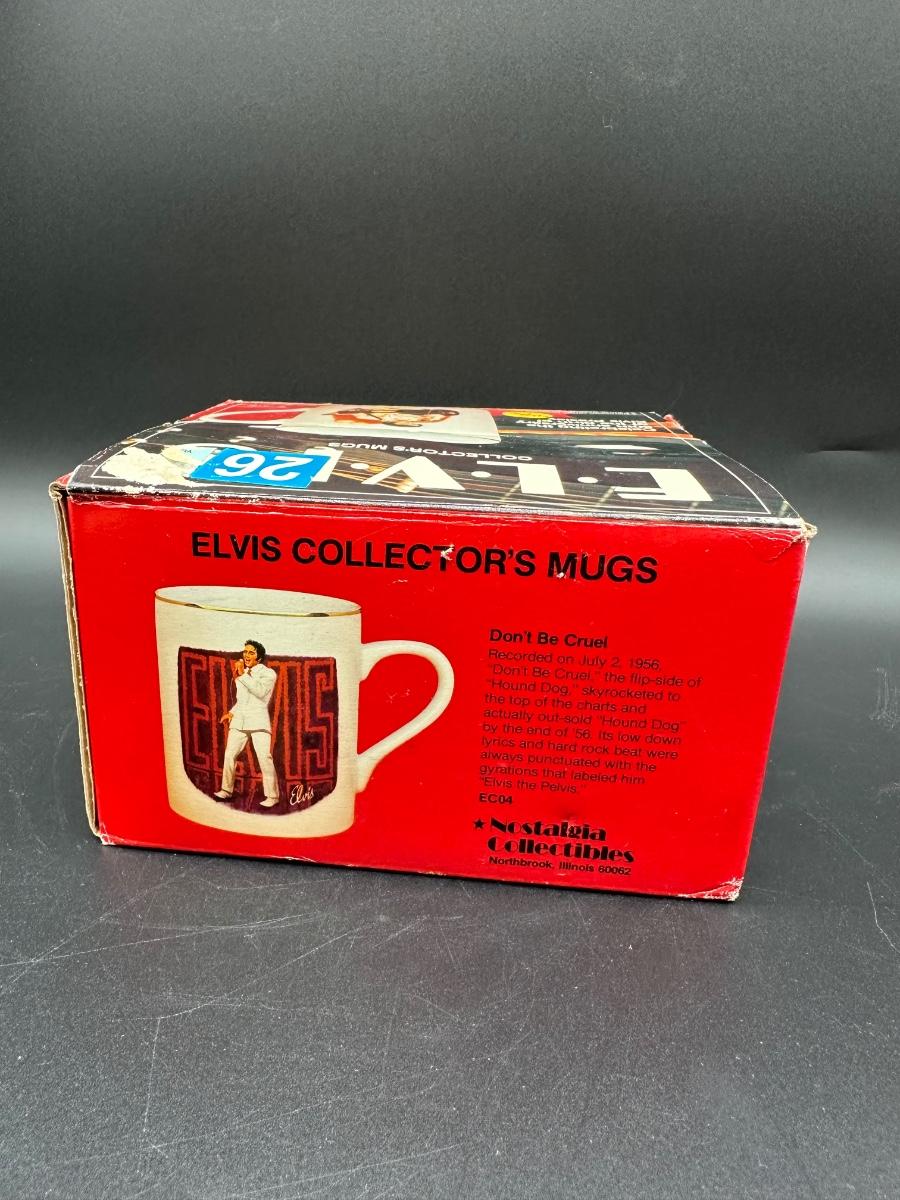 COLLECTOR'S MUGS
E·L·V·
26
ELVIS COLLECTOR'S MUGS
ELVIS
Elvis
Don't Be Cruel
Recorded on July 2, 1956,
"Don't Be Cruel," the flip-side of
"Hound Dog," skyrocketed to
the top of the charts and
actually out-sold "Hound Dog"
by the end of '56. Its low down
lyrics and hard rock beat were
always punctuated with the
gyrations that labeled him
"Elvis the Pelvis."
EC04
★ Nostalgia
Collectibles
Northbrook, Illinois 60062